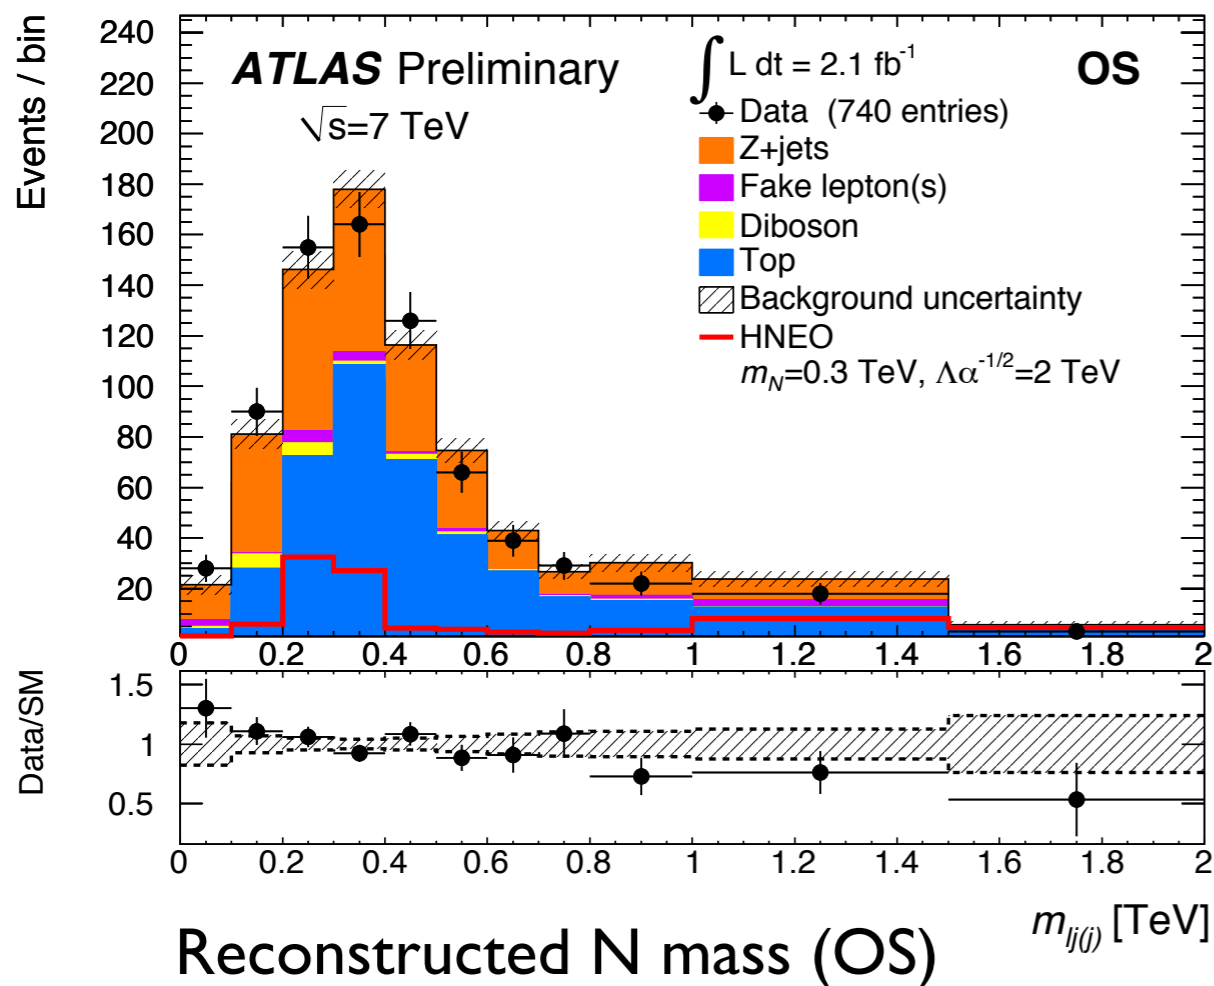 Events / bin
240
220
200
180
160
140
120
100
80
60
40
20
ATLAS Preliminary
√s=7 TeV
∫ L dt = 2.1 fb⁻¹
OS
Data (740 entries)
Z+jets
Fake lepton(s)
Diboson
Top
Background uncertainty
HNEO
m_N=0.3 TeV, Λα^{-1/2}=2 TeV
0 0.2 0.4 0.6 0.8 1 1.2 1.4 1.6 1.8 2
Data/SM
1.5
1
0.5
0 0.2 0.4 0.6 0.8 1 1.2 1.4 1.6 1.8 2
m_{lj(j)} [TeV]
Reconstructed N mass (OS)